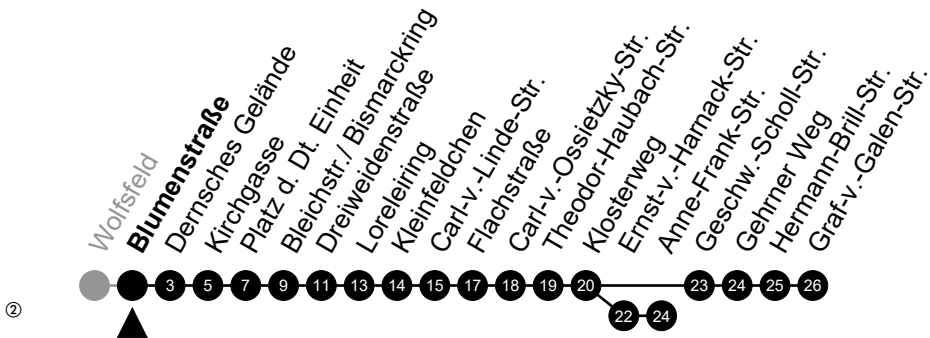 Wolfsfeld
Blumenstraße
Dernsches Gelände
Kirchgasse
Platz d. Dt. Einheit
Bleichstr./ Bismarckring
Dreiweidenstraße
Loreleiring
Kleinfeldchen
Carl-v.-Linde-Str.
Flachstraße
Carl-v.-Ossietzky-Str.
Theodor-Haubach-Str.
Klosterweg
Ernst-v.-Harnack-Str.
Anne-Frank-Str.
Geschw.-Scholl-Str.
Gehrner Weg
Hermann-Brill-Str.
Graf-v.-Galen-Str.
3 5 7 9 11 13 14 15 17 18 19 20 23 24 25 26
② 22 24